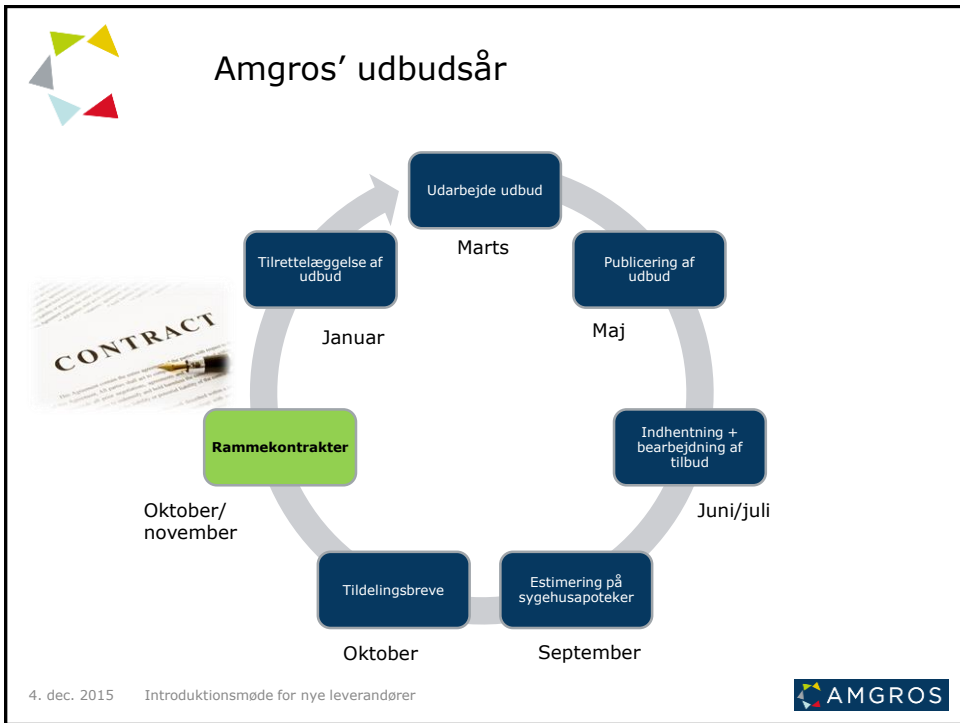 Amgros’ udbudsår
Udarbejde udbud
Marts
Publicering af
udbud
Maj
Indhentning +
bearbejdning af
tilbud
Juni/juli
Estimering på
sygehusapoteker
September
Tildelingsbreve
Oktober
Rammekontrakter
Oktober/
november
Tilrettelæggelse af
udbud
Januar
CONTRACT
4. dec. 2015
Introduktionsmøde for nye leverandører
AMGROS